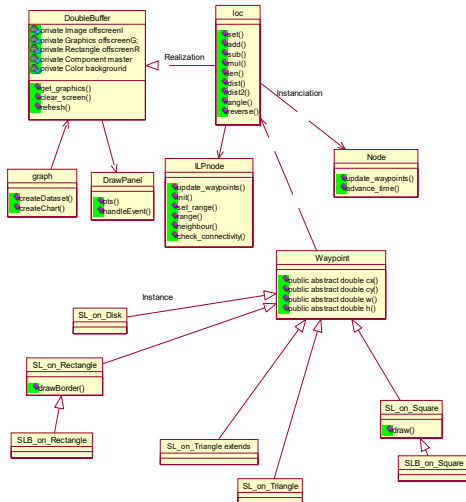 DoubleBuffer
private Image offscreenI
private Graphics offscreenG;
private Rectangle offscreenR
private Component master
private Color background
get_graphics()
clear_screen()
refresh()
Realization
loc
set()
add()
sub()
mul()
len()
dist()
dist2()
angle()
reverse()
Instanciation
graph
createDataset()
createChart()
DrawPanel
pts()
handleEvent()
ILPnode
update_waypoints()
init()
set_range()
range()
neighbour()
check_connectivity()
Node
update_waypoints()
advance_time()
Waypoint
public abstract double cx()
public abstract double cy()
public abstract double w()
public abstract double h()
Instance
SL_on_Disk
SL_on_Rectangle
drawBorder()
SLB_on_Rectangle
SL_on_Triangle extends
SL_on_Triangle
SL_on_Square
draw()
SLB_on_Square